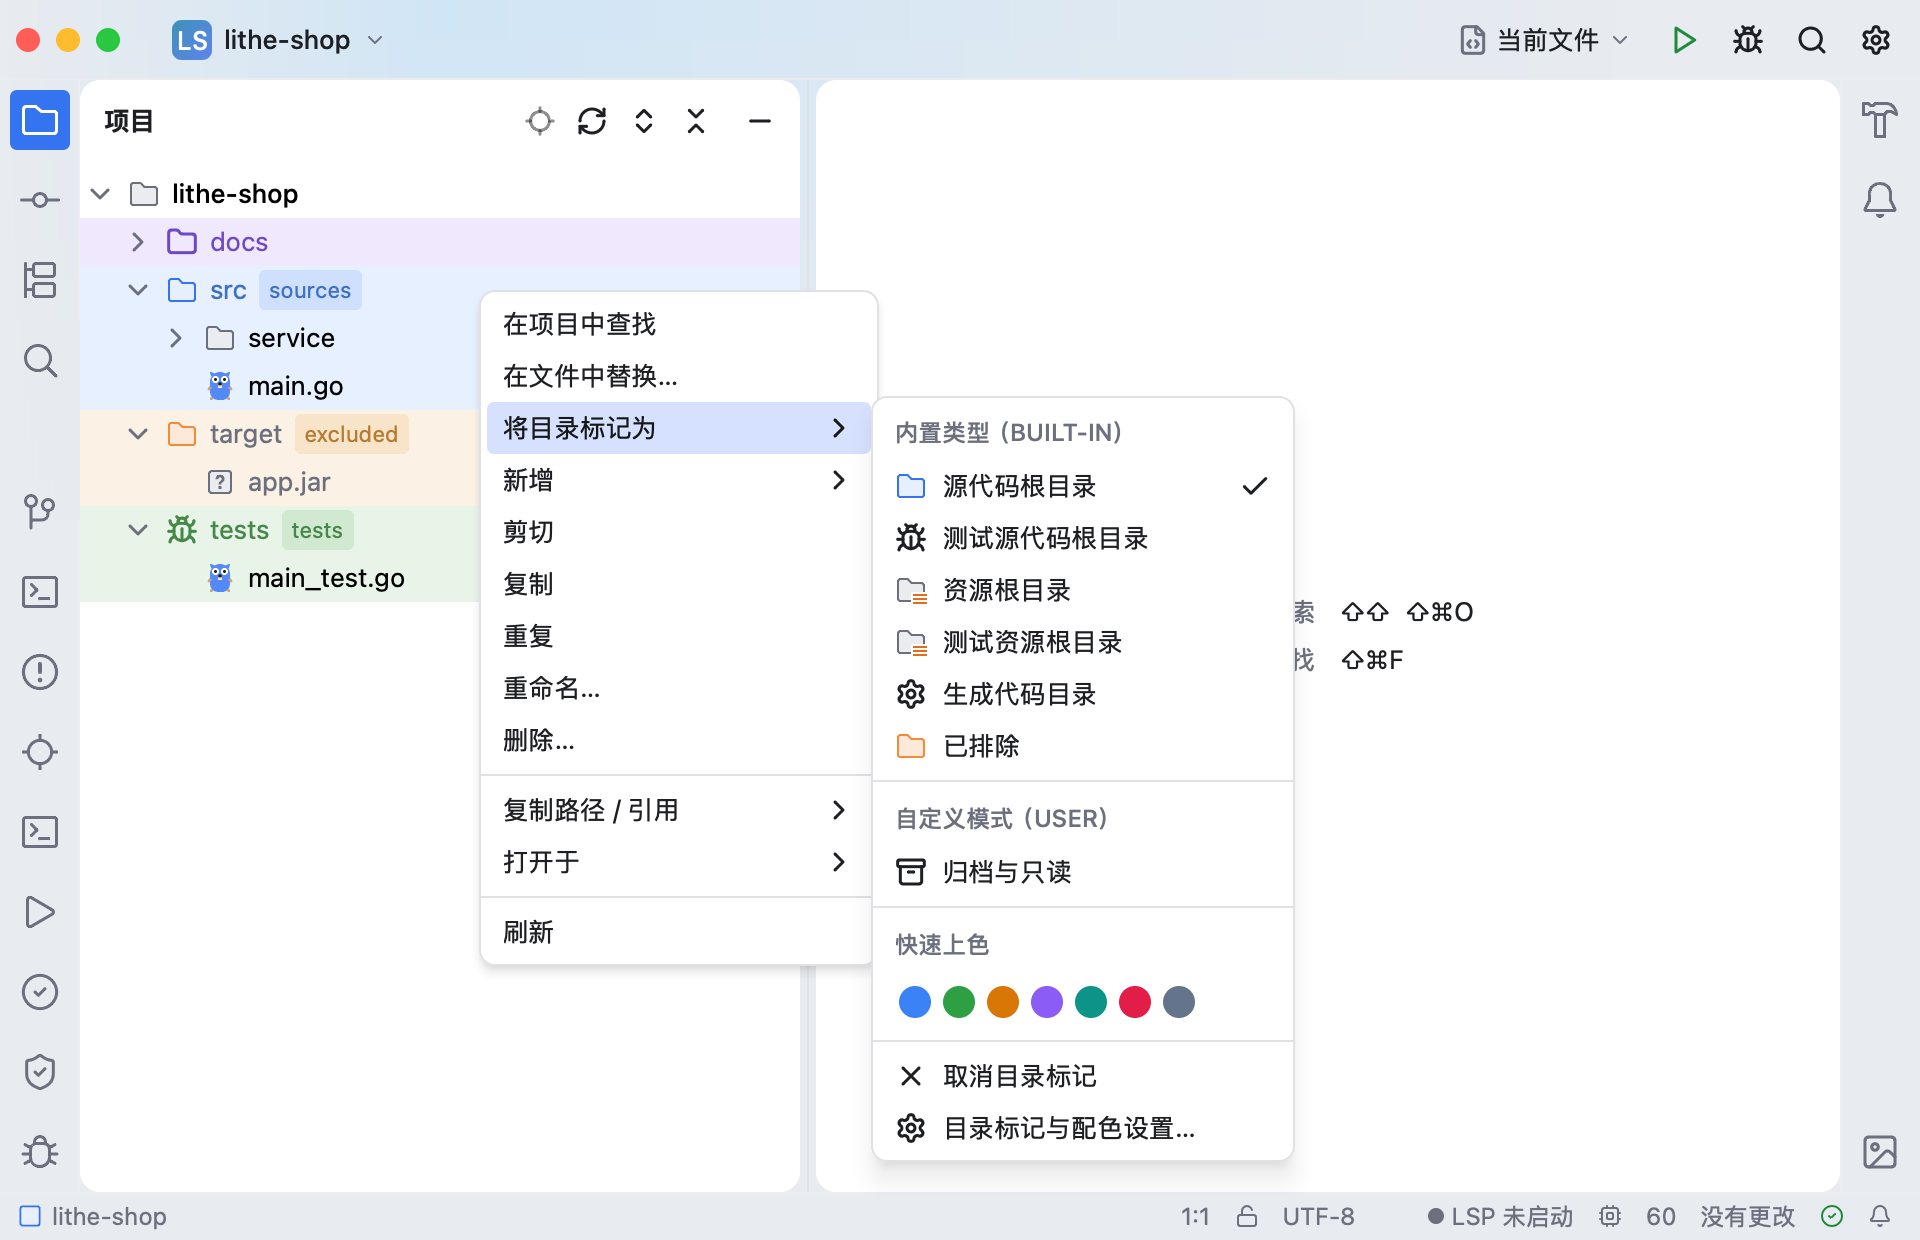 LS lithe-shop
当前文件
项目
lithe-shop
docs
src sources
service
main.go
target excluded
app.jar
tests tests
main_test.go
在项目中查找
在文件中替换...
将目录标记为
新增
剪切
复制
重复
重命名...
删除...
复制路径 / 引用
打开于
刷新
内置类型 (BUILT-IN)
源代码根目录
测试源代码根目录
资源根目录
测试资源根目录
生成代码目录
已排除
自定义模式 (USER)
归档与只读
快速上色
取消目录标记
目录标记与配色设置...
索 ⇧⇧ ⇧⌘O
找 ⇧⌘F
lithe-shop
1:1 UTF-8 LSP 未启动 60 没有更改